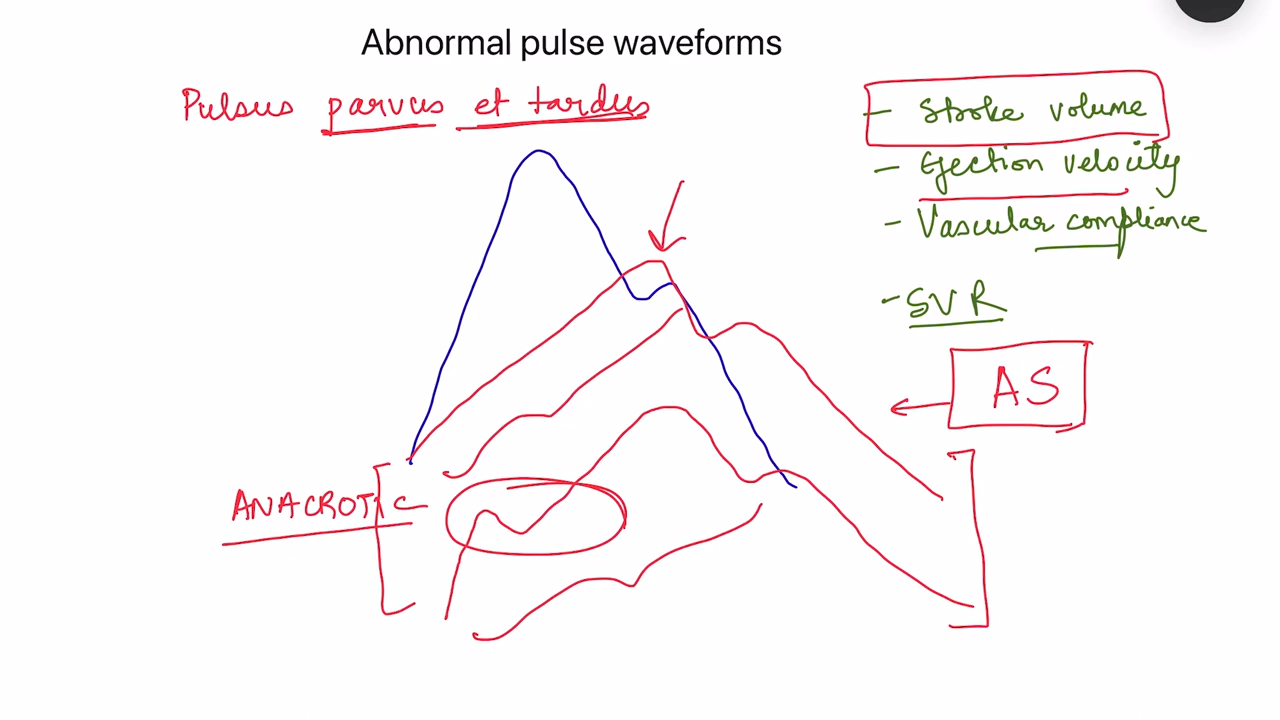 Abnormal pulse waveforms
Pulsus parvus et tardus
- Stroke volume
- Ejection velocity
- Vascular compliance
- SVR
AS
ANACROTIC